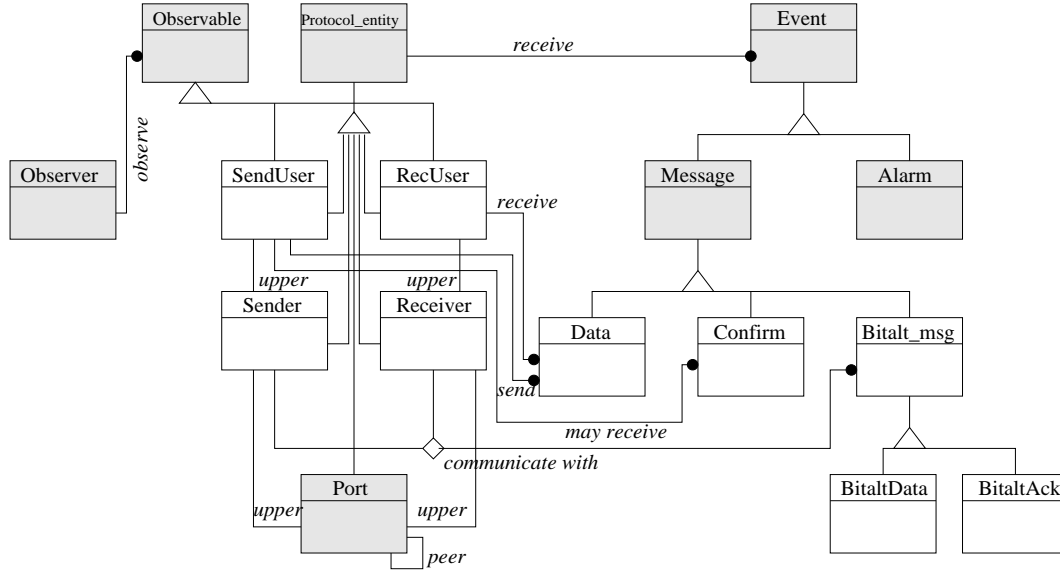 Observable
Protocol_entity
Event
receive
observe
Observer
SendUser
RecUser
Message
Alarm
receive
upper
upper
Sender
Receiver
Data
Confirm
Bitalt_msg
send
may receive
communicate with
Port
BitaltData
BitaltAck
upper
upper
peer